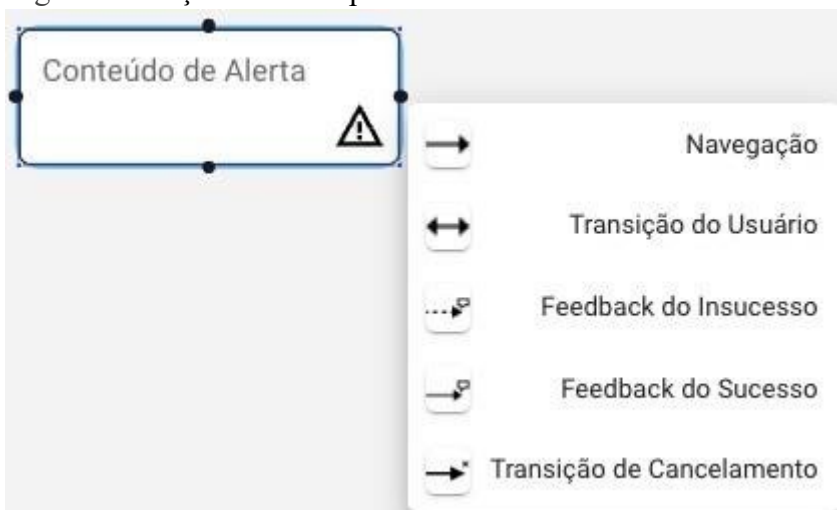 Conteúdo de Alerta
Navegação
Transição do Usuário
Feedback do Insucesso
Feedback do Sucesso
Transição de Cancelamento